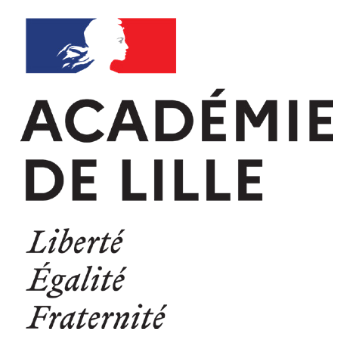 ACADÉMIE
DE LILLE
Liberté
Égalité
Fraternité